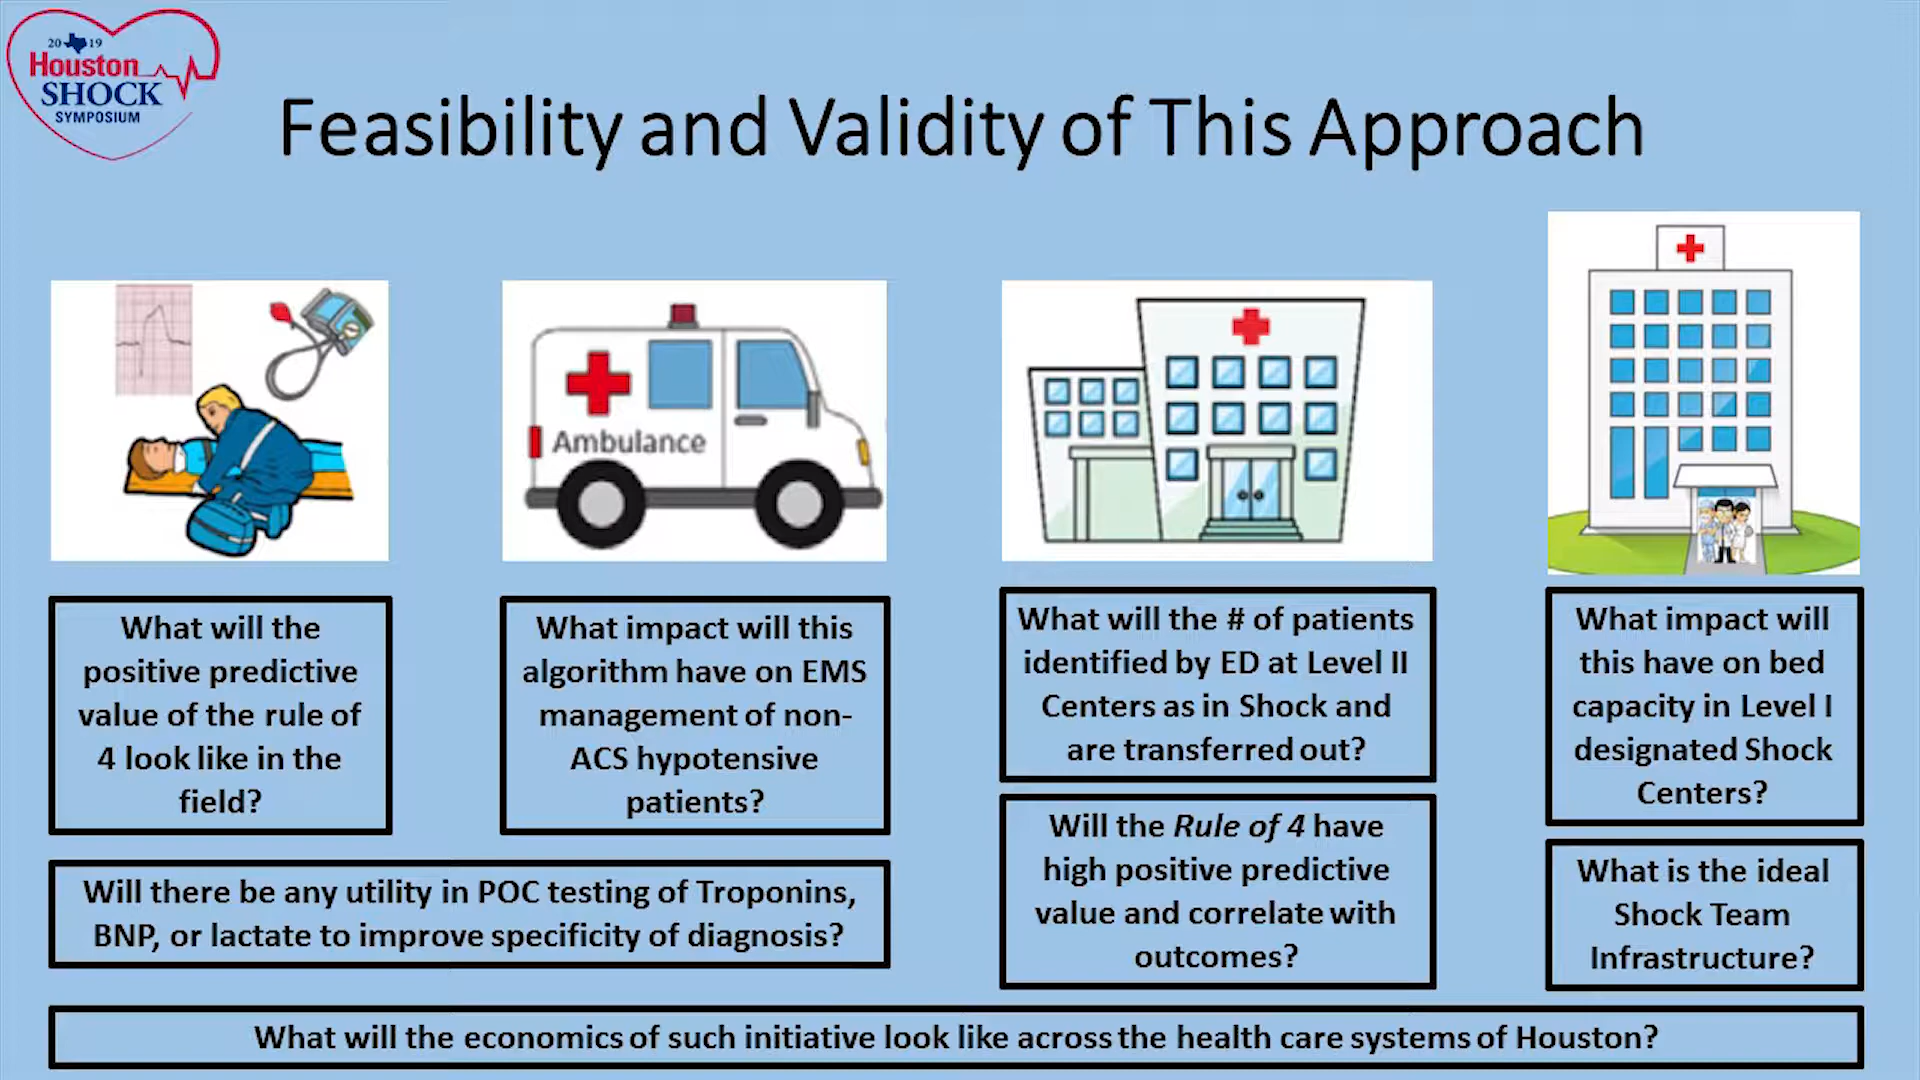 20 19
Houston
SHOCK
SYMPOSIUM
Feasibility and Validity of This Approach
Ambulance
What will the
positive predictive
value of the rule of
4 look like in the
field?
What impact will this
algorithm have on EMS
management of non-
ACS hypotensive
patients?
Will there be any utility in POC testing of Troponins,
BNP, or lactate to improve specificity of diagnosis?
What will the # of patients
identified by ED at Level II
Centers as in Shock and
are transferred out?
Will the Rule of 4 have
high positive predictive
value and correlate with
outcomes?
What impact will
this have on bed
capacity in Level I
designated Shock
Centers?
What is the ideal
Shock Team
Infrastructure?
What will the economics of such initiative look like across the health care systems of Houston?